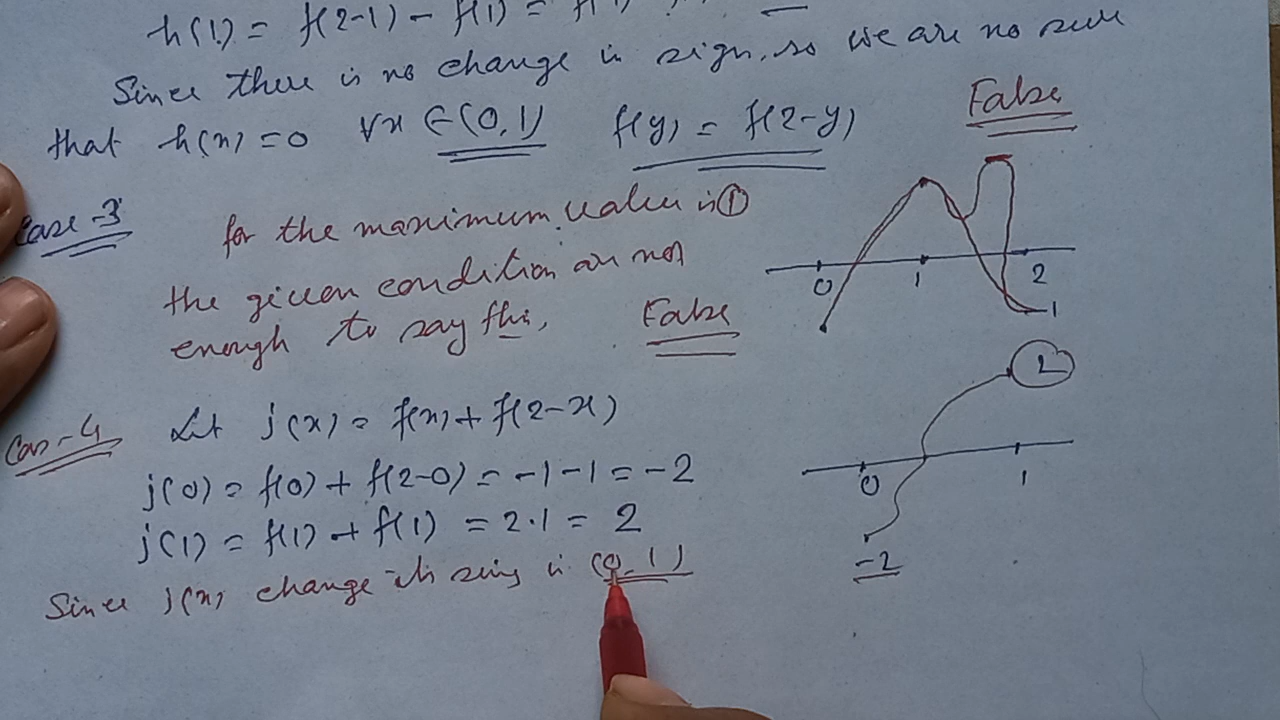 h(1) = f(2-1) - f(1) =
Since there is no change in sign, so we are no sure
that h(x) = 0 ∀x ∈ (0, 1) f(y) = f(2-y) False
Case-3 for the maximum value is ①
the given condition are not
enough to say this, False
0 1 2
1
Cas-4 Let j(x) = f(x) + f(2-x)
j(0) = f(0) + f(2-0) = -1 -1 = -2
j(1) = f(1) + f(1) = 2·1 = 2
Since j(x) change its sing in (0, 1)
2
0 1
-2